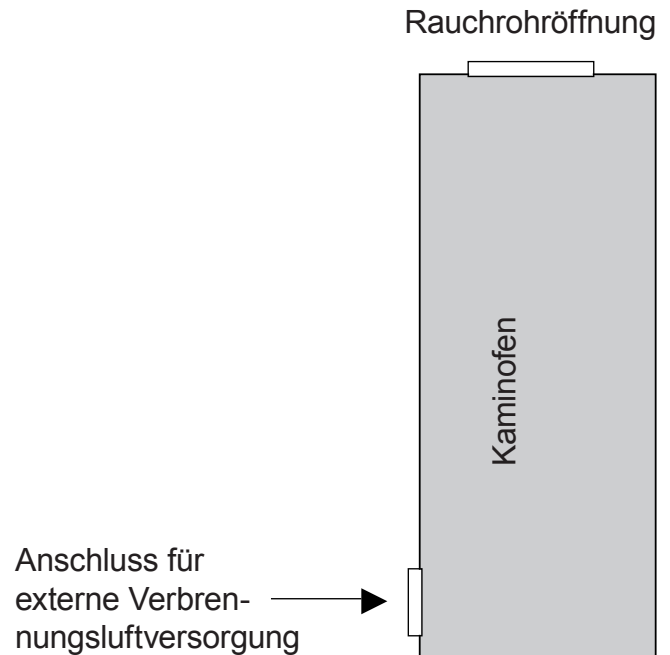 Rauchrohröffnung
Kaminofen
Anschluss für
externe Verbren-
nungsluftversorgung